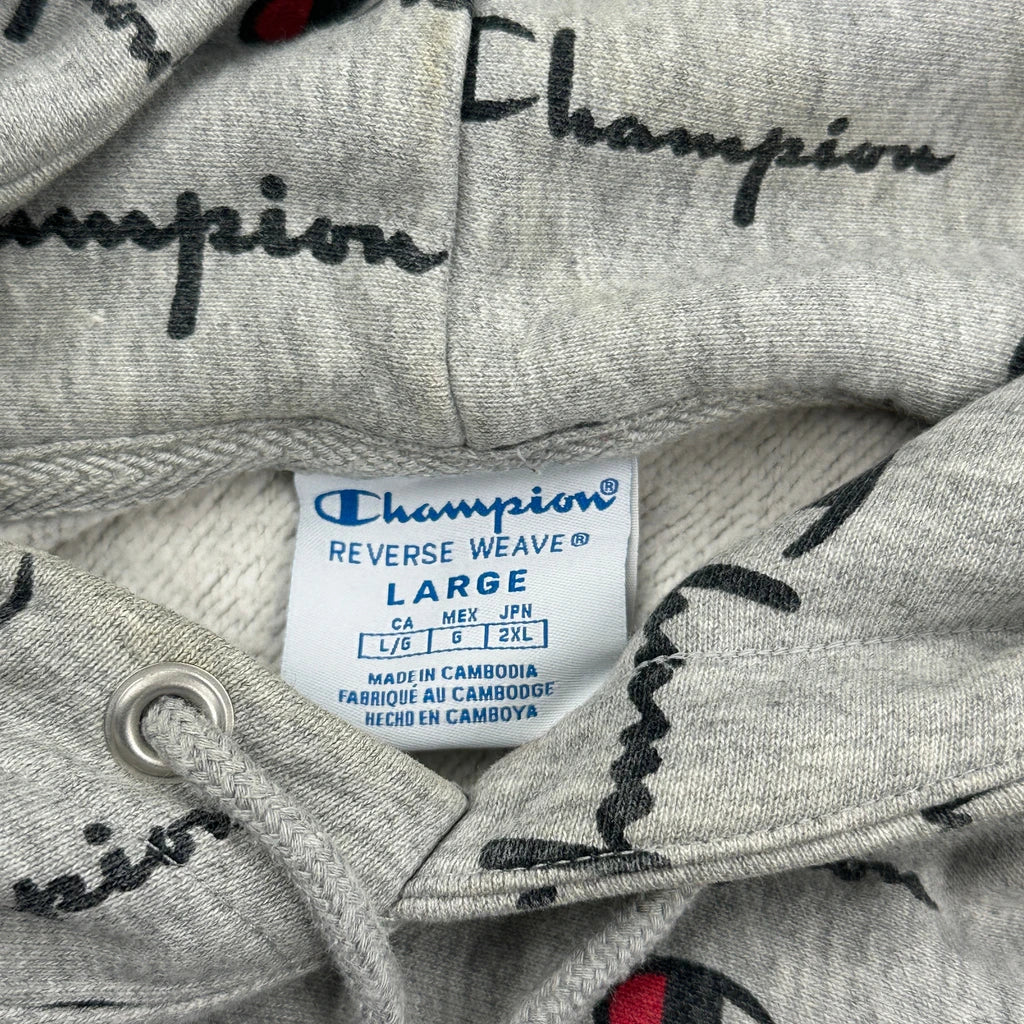 Champion
Champion
Champion®
REVERSE WEAVE®
LARGE
CA MEX JPN
L/G G 2XL
MADE IN CAMBODIA
FABRIQUÉ AU CAMBODGE
HECHO EN CAMBOYA